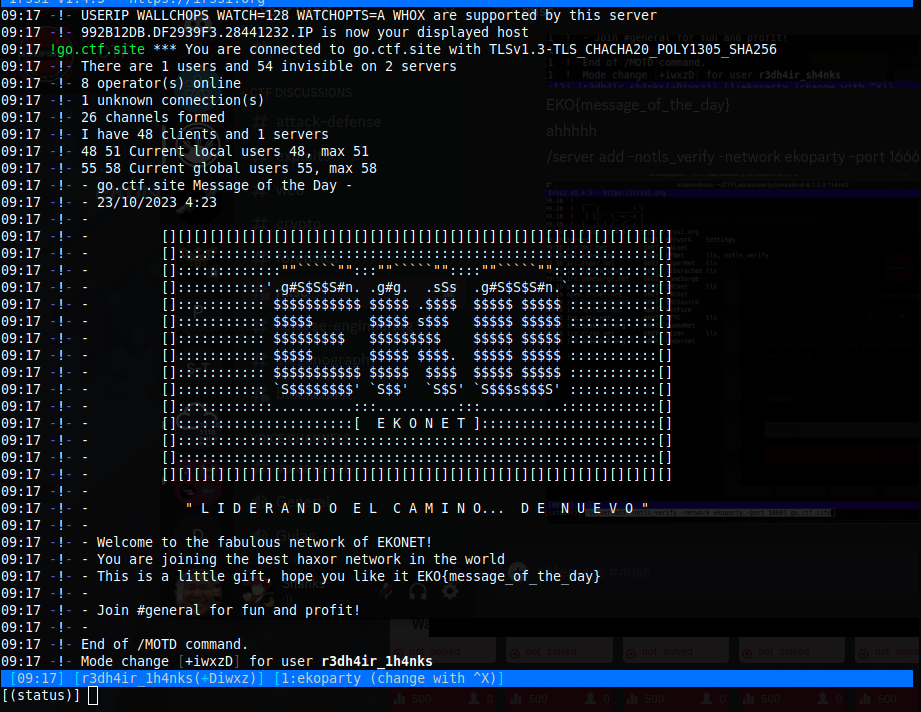 09:17 -!- USERIP WALLCHOPS WATCH=128 WATCHOPTS=A WHOX are supported by this server
09:17 -!- 992B12DB.DF2939F3.28441232.IP is now your displayed host
09:17 !go.ctf.site *** You are connected to go.ctf.site with TLSv1.3-TLS_CHACHA20_POLY1305_SHA256
09:17 -!- There are 1 users and 54 invisible on 2 servers
09:17 -!- 8 operator(s) online
09:17 -!- 1 unknown connection(s)
09:17 -!- 26 channels formed
09:17 -!- I have 48 clients and 1 servers
09:17 -!- 48 51 Current local users 48, max 51
09:17 -!- 55 58 Current global users 55, max 58
09:17 -!- - go.ctf.site Message of the Day -
09:17 -!- - 23/10/2023 4:23
09:17 -!- -
09:17 -!- - [][][][][][][][][][][][][][][][][][][][][][][][][][][][][][][][]
09:17 -!- - []::::::::::::::::::::::::::::::::::::::::::::::::::::::::::::[]
09:17 -!- - []:::::::::::::""`````"":::""`````""::::""`````"":::::::::::::[]
09:17 -!- - []:::::::::::'.g#S$S$S#n. .g#g. .sSs .g#S$S$S#n.`:::::::::::[]
09:17 -!- - []::::::::::: $$$$$$$$$$$ $$$$$ .$$$$ $$$$$ $$$$$ :::::::::::[]
09:17 -!- - []::::::::::: $$$$$ $$$$$ s$$$ $$$$$ $$$$$ :::::::::::[]
09:17 -!- - []::::::::::: $$$$$$$$$ $$$$$$$$$ $$$$$ $$$$$ :::::::::::[]
09:17 -!- - []::::::::::: $$$$$ $$$$$ $$$$. $$$$$ $$$$$ :::::::::::[]
09:17 -!- - []::::::::::: $$$$$$$$$$$ $$$$$ $$$$ $$$$$ $$$$$ :::::::::::[]
09:17 -!- - []::::::::::: `S$$$$$$$$' `S$$' `S$S' `S$$$s$$$S' :::::::::::[]
09:17 -!- - []::::::::::::..........:::..........:::..........::::::::::::[]
09:17 -!- - []::::::::::::::::::::::[ E K O N E T ]::::::::::::::::::::::[]
09:17 -!- - []::::::::::::::::::::::::::::::::::::::::::::::::::::::::::::[]
09:17 -!- - []::::::::::::::::::::::::::::::::::::::::::::::::::::::::::::[]
09:17 -!- - [][][][][][][][][][][][][][][][][][][][][][][][][][][][][][][][]
09:17 -!- -
09:17 -!- - " L I D E R A N D O E L C A M I N O... D E N U E V O "
09:17 -!- -
09:17 -!- - Welcome to the fabulous network of EKONET!
09:17 -!- - You are joining the best haxor network in the world
09:17 -!- - This is a little gift, hope you like it EKO{message_of_the_day}
09:17 -!- -
09:17 -!- - Join #general for fun and profit!
09:17 -!- -
09:17 -!- End of /MOTD command.
09:17 -!- Mode change [+iwxzD] for user r3dh4ir_1h4nks
[09:17] [r3dh4ir_1h4nks(+Diwxz)] [1:ekoparty (change with ^X)]
[(status)]